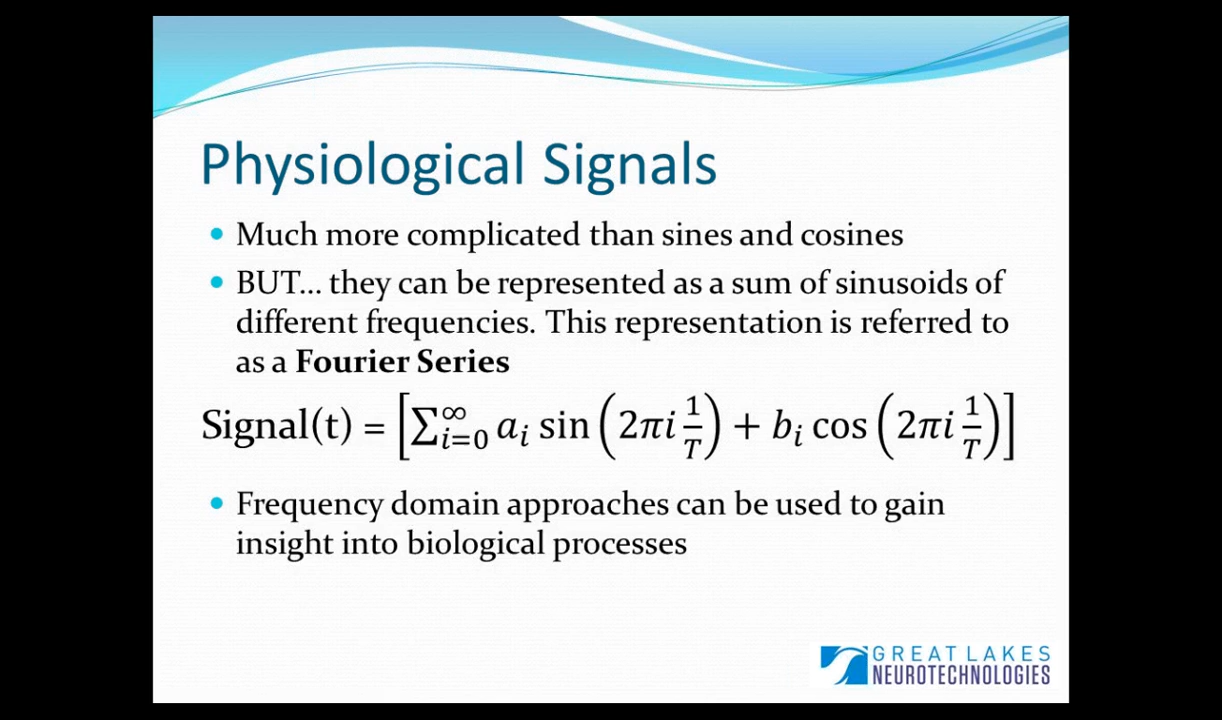 Physiological Signals
• Much more complicated than sines and cosines
• BUT... they can be represented as a sum of sinusoids of
different frequencies. This representation is referred to
as a Fourier Series
Signal(t) = [∑_{i=0}^{∞} a_i sin(2πi 1/T) + b_i cos(2πi 1/T)]
• Frequency domain approaches can be used to gain
insight into biological processes
GREAT LAKES
NEUROTECHNOLOGIES